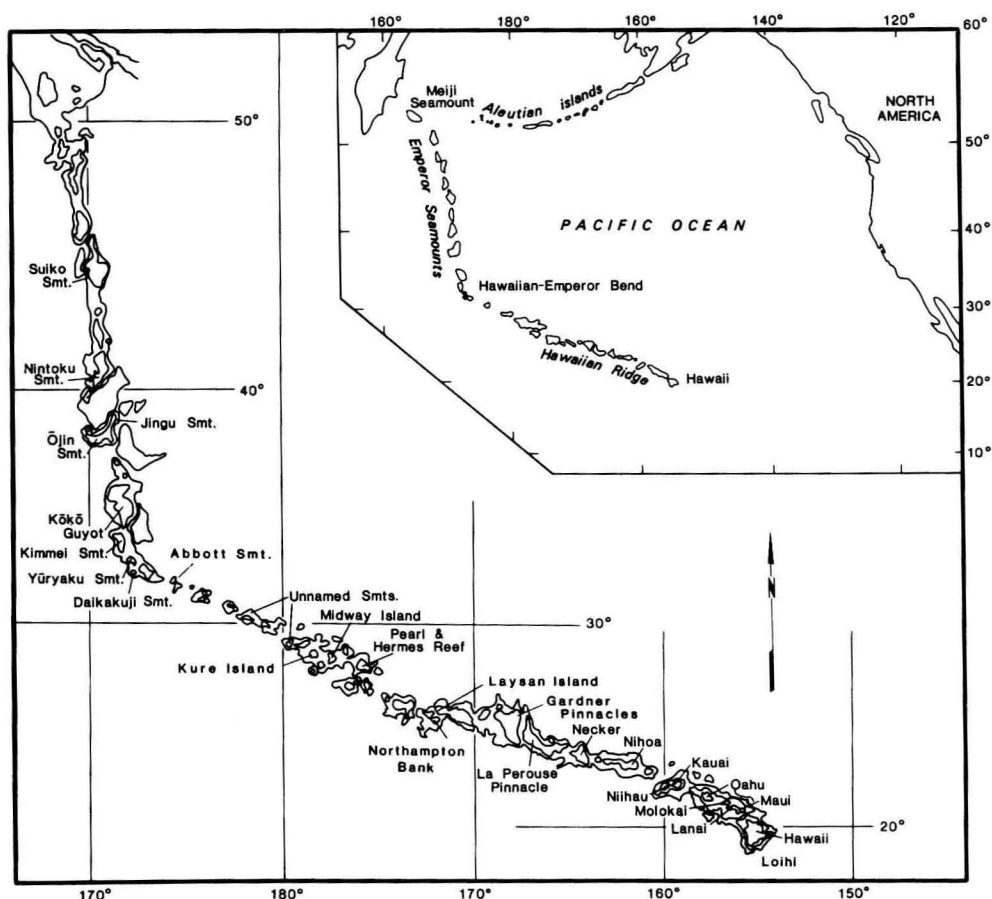 160° 180° 160° 140° 120° 60°
Meiji
Seamount
Aleutian islands
NORTH
AMERICA
50°
50°
Emperor Seamounts
PACIFIC OCEAN
40°
Suiko
Smt.
Hawaiian-Emperor Bend
30°
Hawaiian Ridge
Hawaii
20°
Nintoku
Smt.
40°
Jingu Smt.
Ōjin
Smt.
10°
180° 160° 140° 120°
Kōkō
Guyot
Kimmei Smt.
Abbott Smt.
Yūryaku Smt.
Daikakuji Smt.
N
Unnamed Smts.
Midway Island
30°
Pearl &
Hermes Reef
Kure Island
Laysan Island
Gardner
Pinnacles
Necker
Nihoa
Northampton
Bank
La Perouse
Pinnacle
Kauai
Oahu
Niihau
Maui
Molokai
Lanai
20°
Hawaii
Loihi
170° 180° 170° 160° 150°